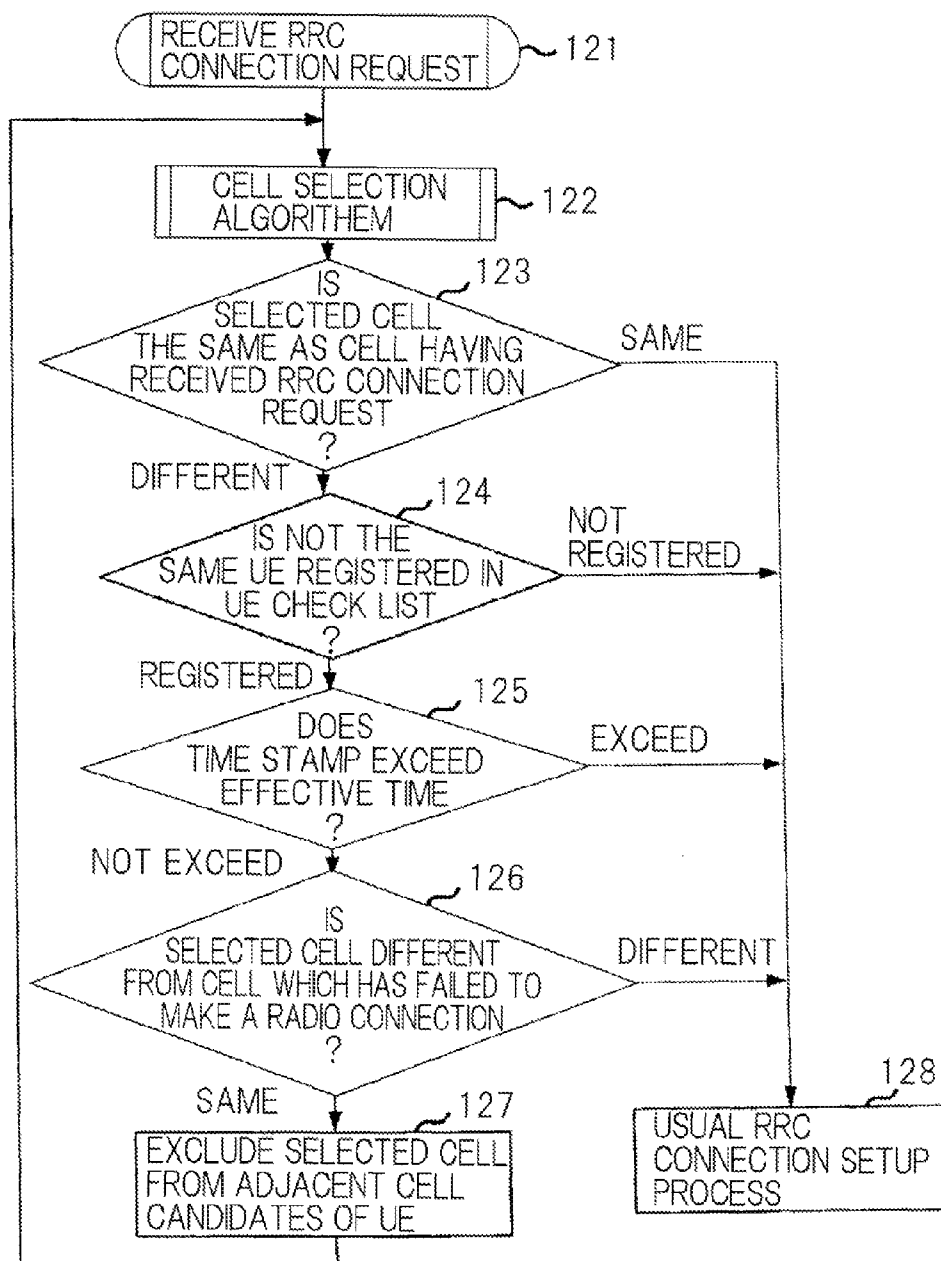 RECEIVE RRC
CONNECTION REQUEST
121
CELL SELECTION
ALGORITHEM
122
123
IS
SELECTED CELL
THE SAME AS CELL HAVING
RECEIVED RRC CONNECTION
REQUEST
?
SAME
DIFFERENT
124
IS NOT THE
SAME UE REGISTERED IN
UE CHECK LIST
?
NOT
REGISTERED
REGISTERED
125
DOES
TIME STAMP EXCEED
EFFECTIVE TIME
?
EXCEED
NOT EXCEED
126
IS
SELECTED CELL DIFFERENT
FROM CELL WHICH HAS FAILED TO
MAKE A RADIO CONNECTION
?
DIFFERENT
SAME
127
EXCLUDE SELECTED CELL
FROM ADJACENT CELL
CANDIDATES OF UE
128
USUAL RRC
CONNECTION SETUP
PROCESS